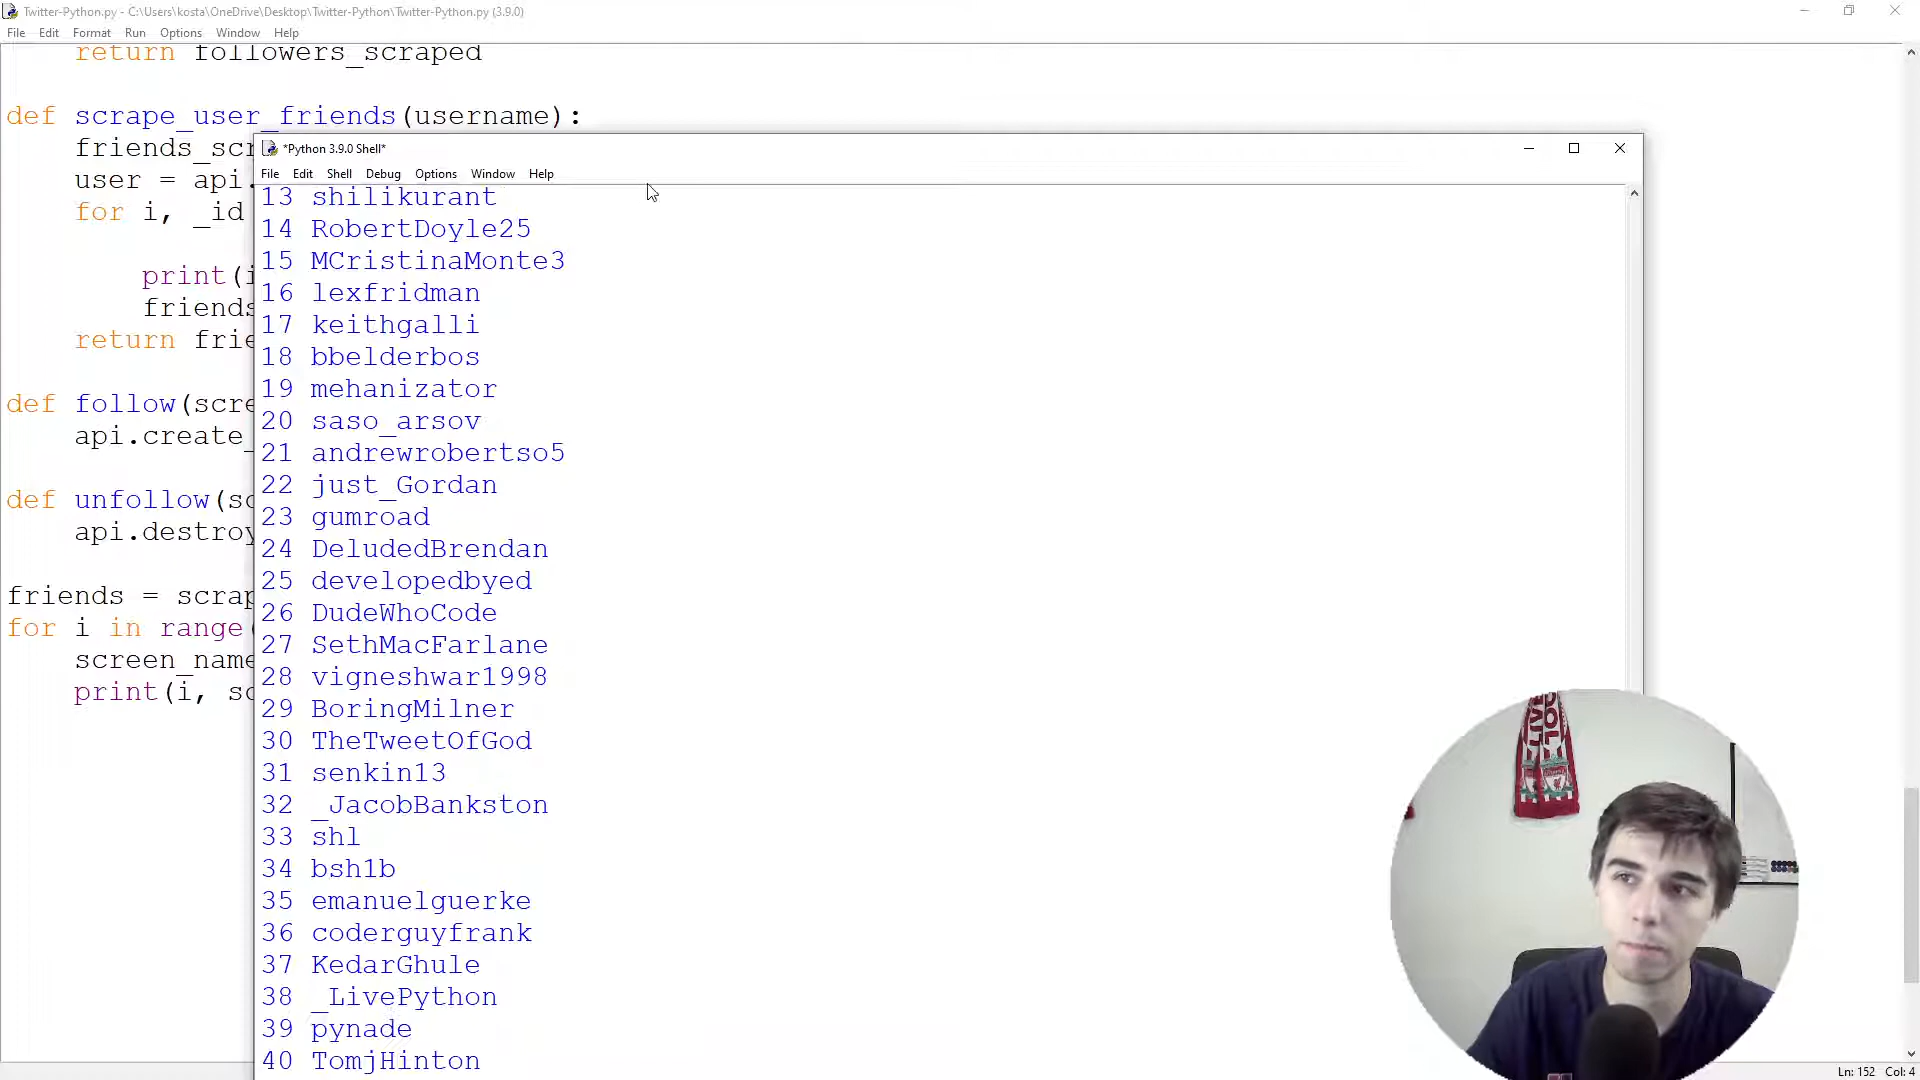 Twitter-Python.py - C:\Users\kosta\OneDrive\Desktop\Twitter-Python\Twitter-Python.py (3.9.0)
File Edit Format Run Options Window Help
return followers_scraped
def scrape_user_friends(username):
friends_scr
user = api.
for i, _id
print(i
friends
return frie
def follow(scre
api.create_
def unfollow(sc
api.destroy
friends = scrap
for i in range(
screen_name
print(i, sc
*Python 3.9.0 Shell*
File Edit Shell Debug Options Window Help
13 shilikurant
14 RobertDoyle25
15 MCristinaMonte3
16 lexfridman
17 keithgalli
18 bbelderbos
19 mehanizator
20 saso_arsov
21 andrewrobertso5
22 just_Gordan
23 gumroad
24 DeludedBrendan
25 developedbyed
26 DudeWhoCode
27 SethMacFarlane
28 vigneshwar1998
29 BoringMilner
30 TheTweetOfGod
31 senkin13
32 _JacobBankston
33 shl
34 bsh1b
35 emanuelguerke
36 coderguyfrank
37 KedarGhule
38 _LivePython
39 pynade
40 TomjHinton
Ln: 152 Col: 4